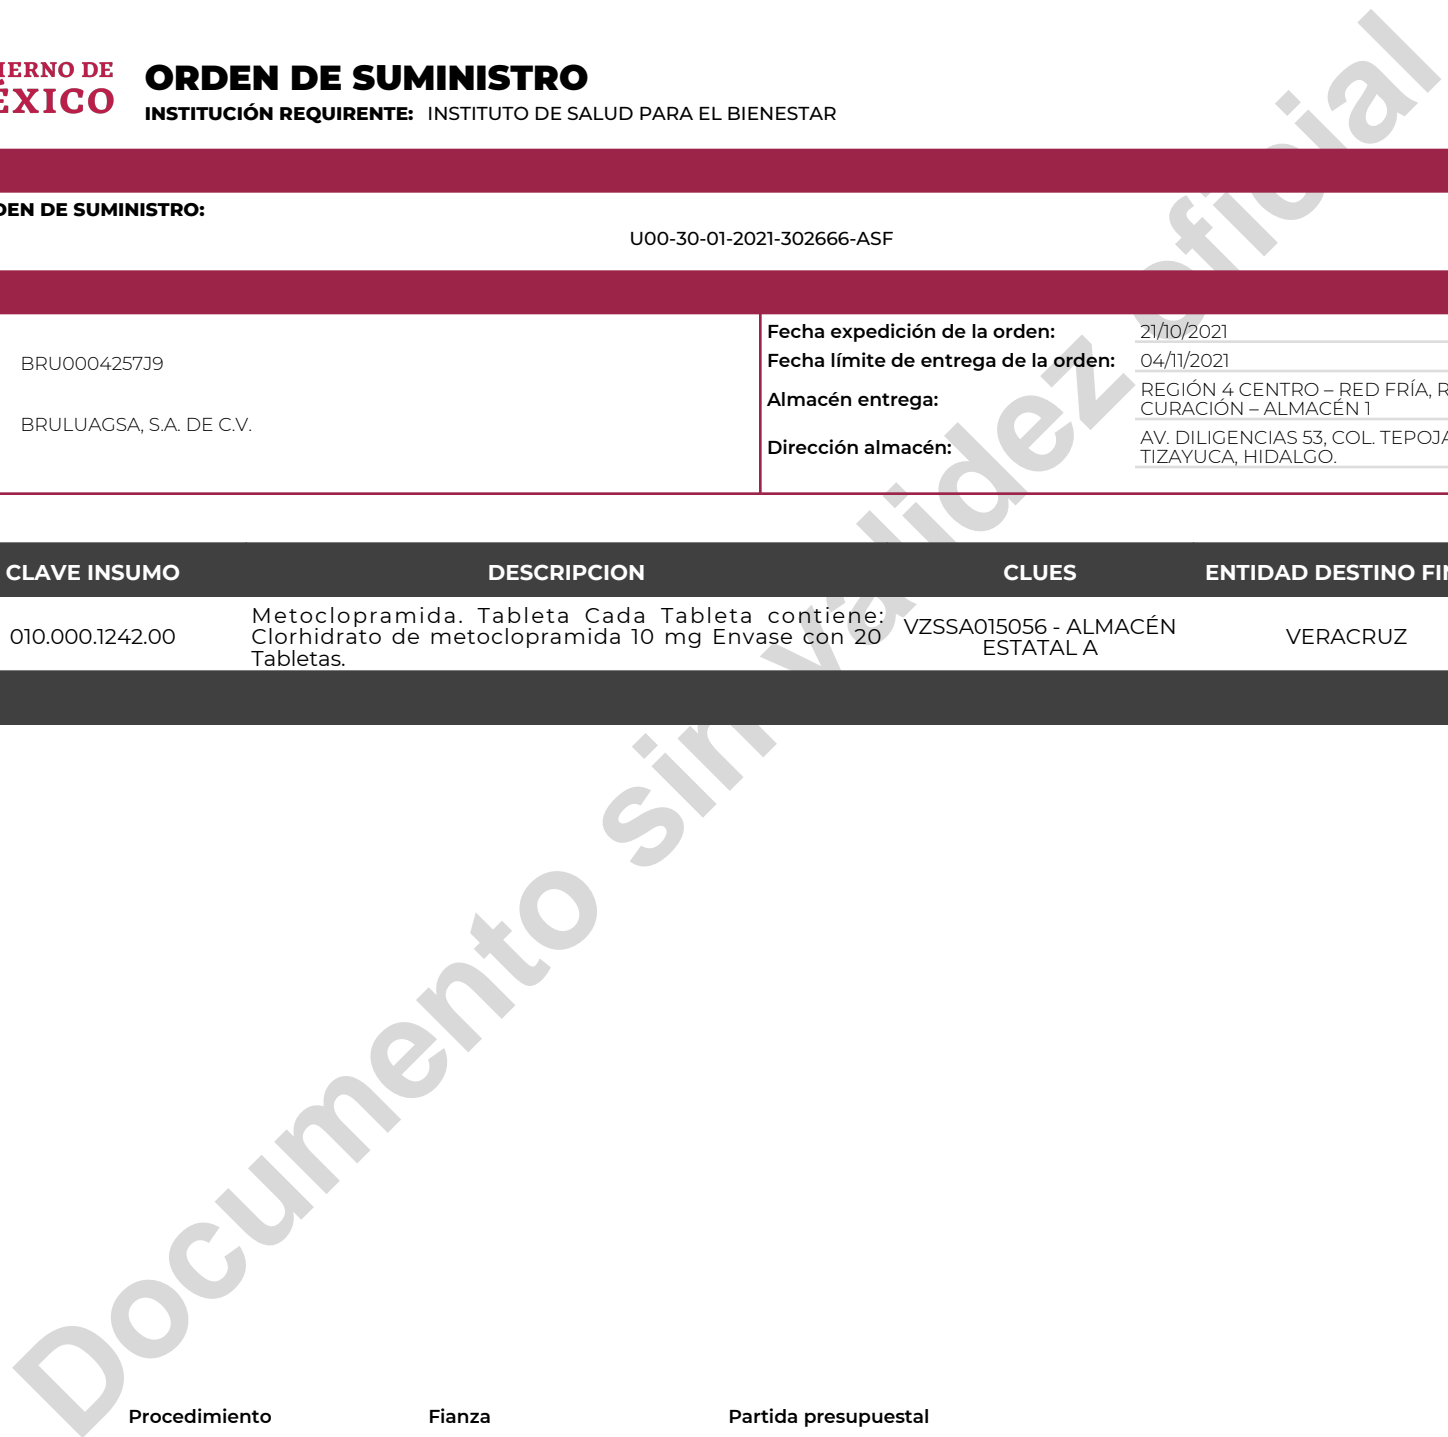 IERNO DE
ÉXICO
ORDEN DE SUMINISTRO
INSTITUCIÓN REQUIRENTE: INSTITUTO DE SALUD PARA EL BIENESTAR
DEN DE SUMINISTRO:
U00-30-01-2021-302666-ASF
BRU0004257J9
BRULUAGSA, S.A. DE C.V.
Fecha expedición de la orden: 21/10/2021
Fecha límite de entrega de la orden: 04/11/2021
Almacén entrega: REGIÓN 4 CENTRO – RED FRÍA, R
CURACIÓN – ALMACÉN 1
Dirección almacén: AV. DILIGENCIAS 53, COL. TEPOJA
TIZAYUCA, HIDALGO.
CLAVE INSUMO DESCRIPCION CLUES ENTIDAD DESTINO FIN
010.000.1242.00
Metoclopramida. Tableta Cada Tableta contiene:
Clorhidrato de metoclopramida 10 mg Envase con 20
Tabletas.
VZSSA015056 - ALMACÉN
ESTATAL A
VERACRUZ
Documento sin validez oficial
Procedimiento Fianza Partida presupuestal